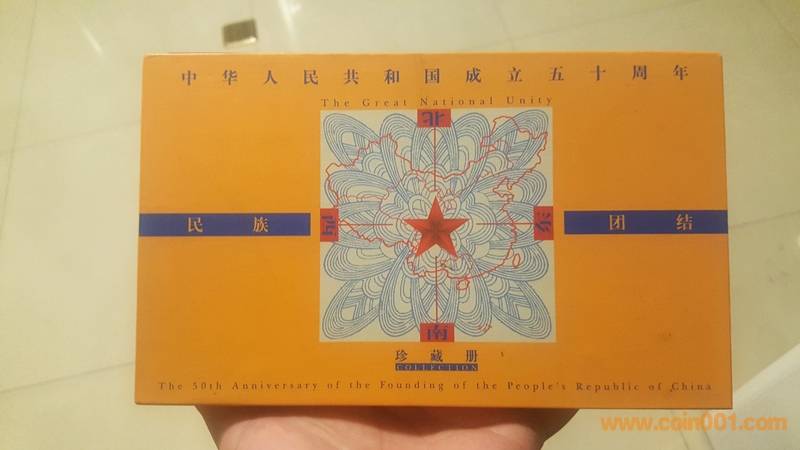 中华人民共和国成立五十周年
The Great National Unity
北
民族
西
东
团结
南
珍藏册
COLLECTION
The 50th Anniversary of the Founding of the People's Republic of China
www.coin001.com